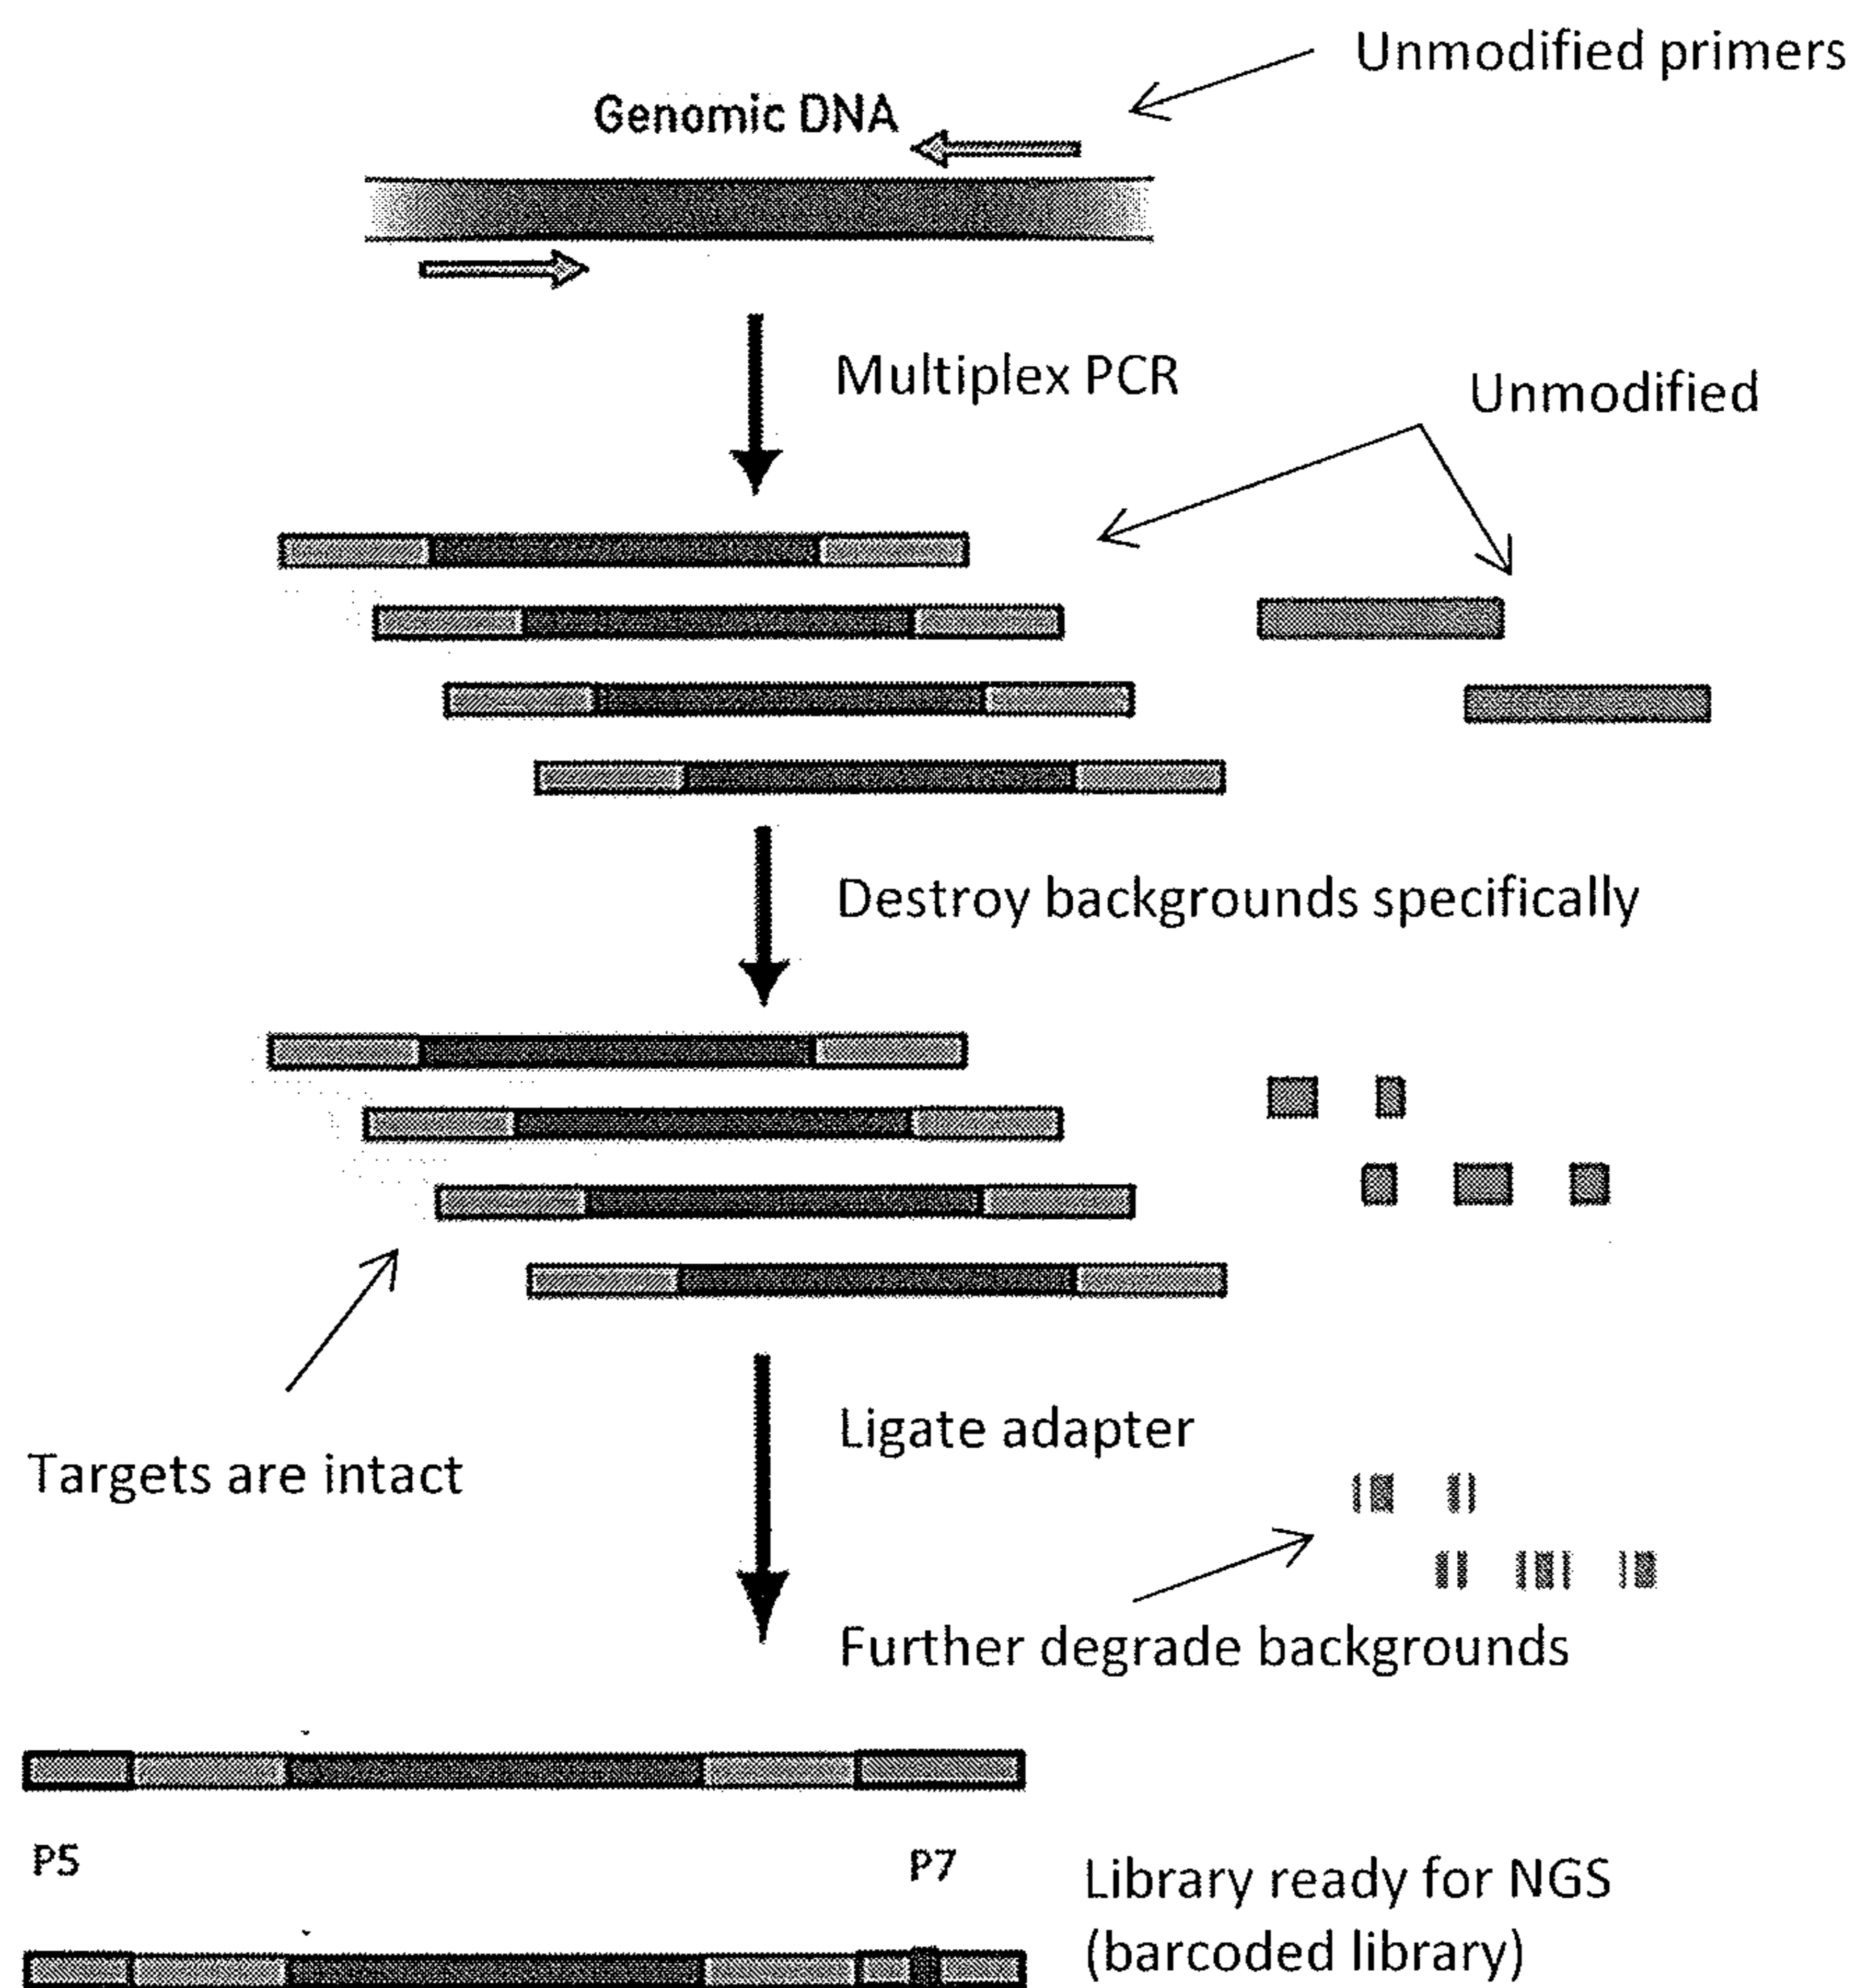 Unmodified primers
Genomic DNA
Multiplex PCR
Unmodified
Destroy backgrounds specifically
Ligate adapter
Targets are intact
Further degrade backgrounds
P5
P7
Library ready for NGS
(barcoded library)